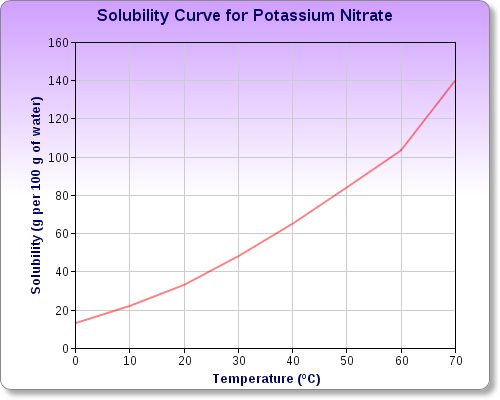 Solubility Curve for Potassium Nitrate
Solubility (g per 100 g of water)
160
140
120
100
80
60
40
20
0
0 10 20 30 40 50 60 70
Temperature (ºC)